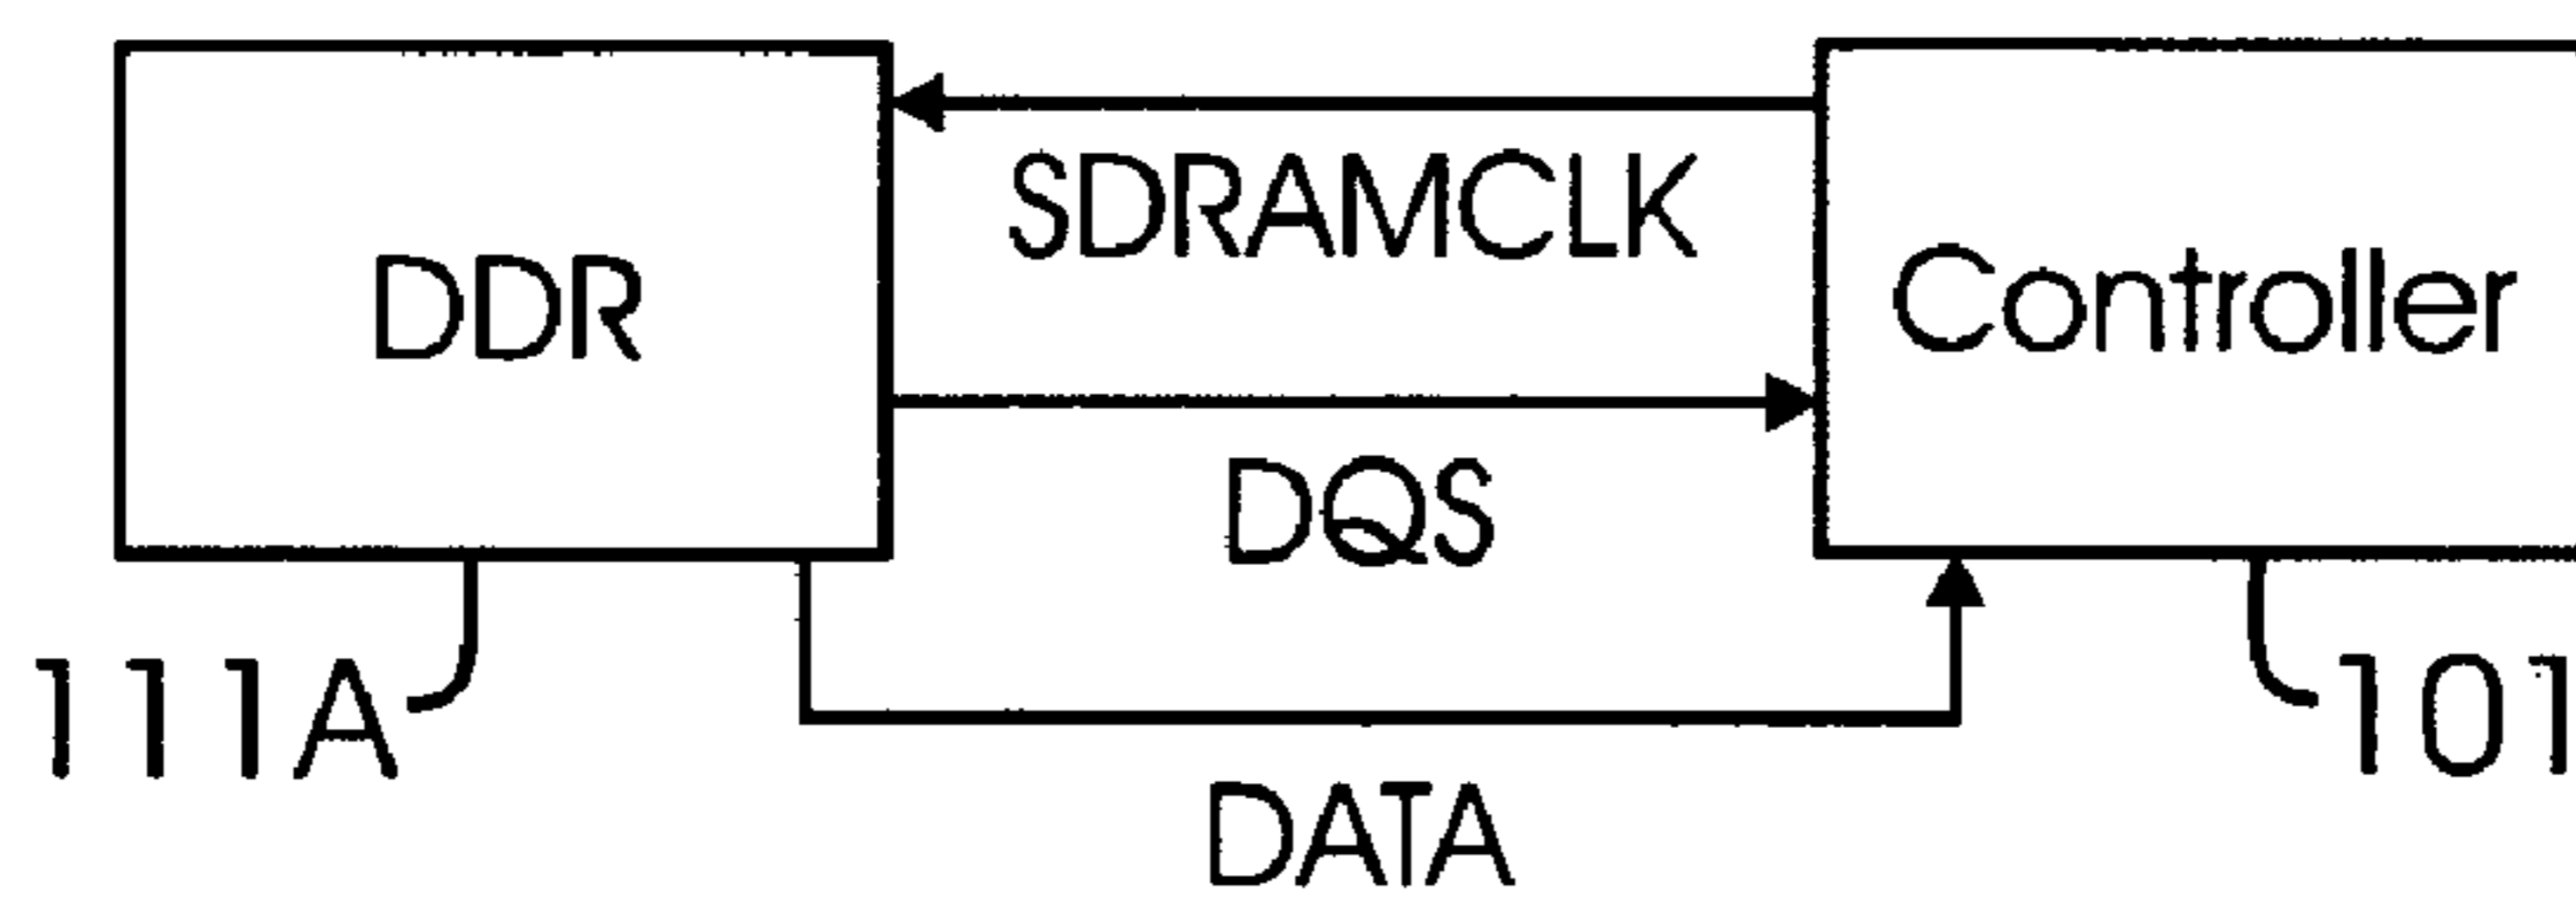 SDRAMCLK
DDR
Controller
DQS
111A
101
DATA